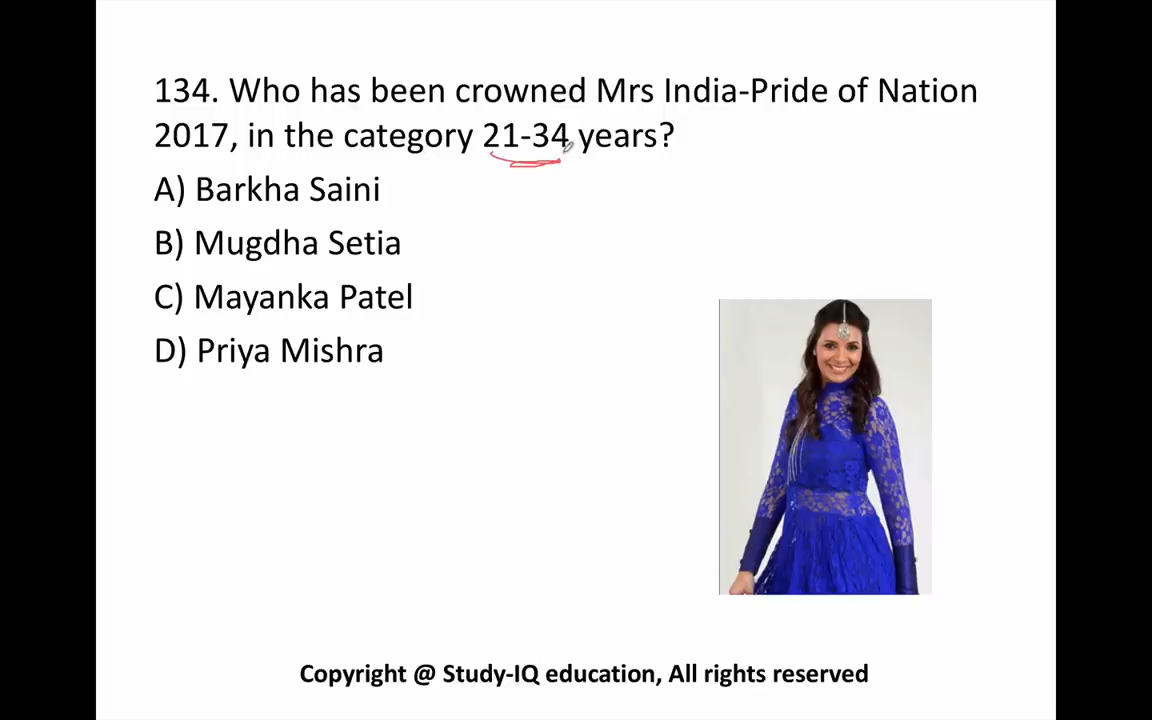 134. Who has been crowned Mrs India-Pride of Nation
2017, in the category 21-34 years?
A) Barkha Saini
B) Mugdha Setia
C) Mayanka Patel
D) Priya Mishra
Copyright @ Study-IQ education, All rights reserved